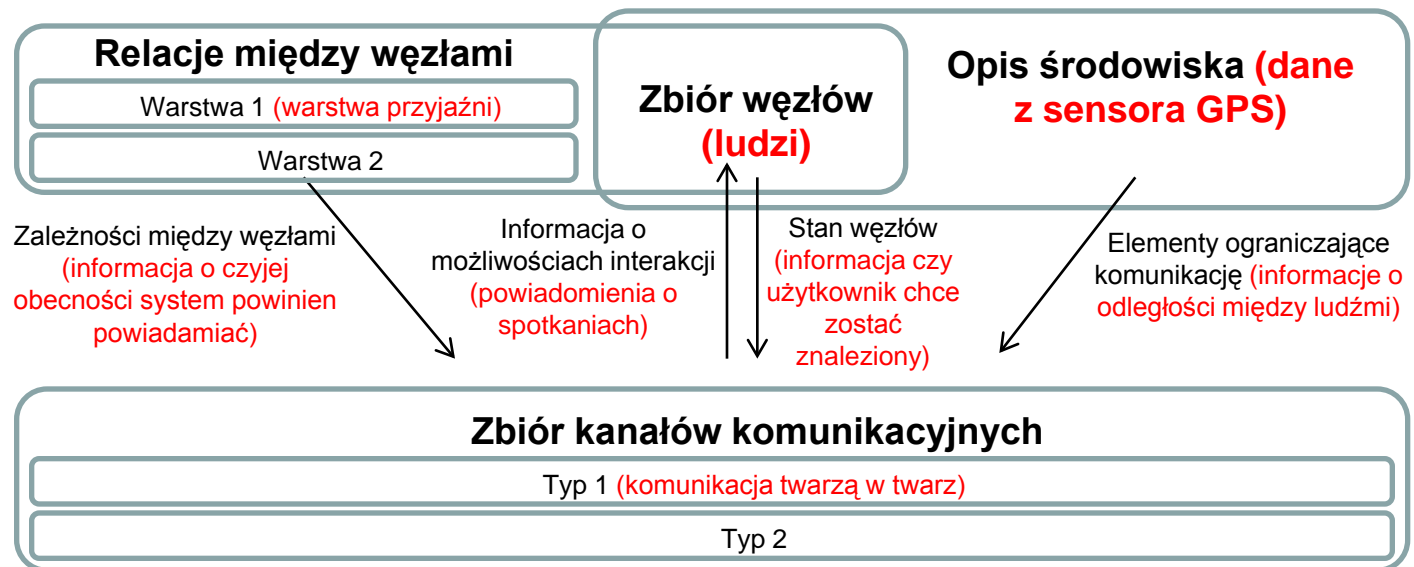 Relacje między węzłami
Warstwa 1 (warstwa przyjaźni)
Warstwa 2
Zbiór węzłów
(ludzi)
Opis środowiska (dane
z sensora GPS)
Zależności między węzłami
(informacja o czyjej
obecności system powinien
powiadamiać)
Informacja o
możliwościach interakcji
(powiadomienia o
spotkaniach)
Stan węzłów
(informacja czy
użytkownik chce
zostać
znaleziony)
Elementy ograniczające
komunikację (informacje o
odległości między ludźmi)
Zbiór kanałów komunikacyjnych
Typ 1 (komunikacja twarzą w twarz)
Typ 2